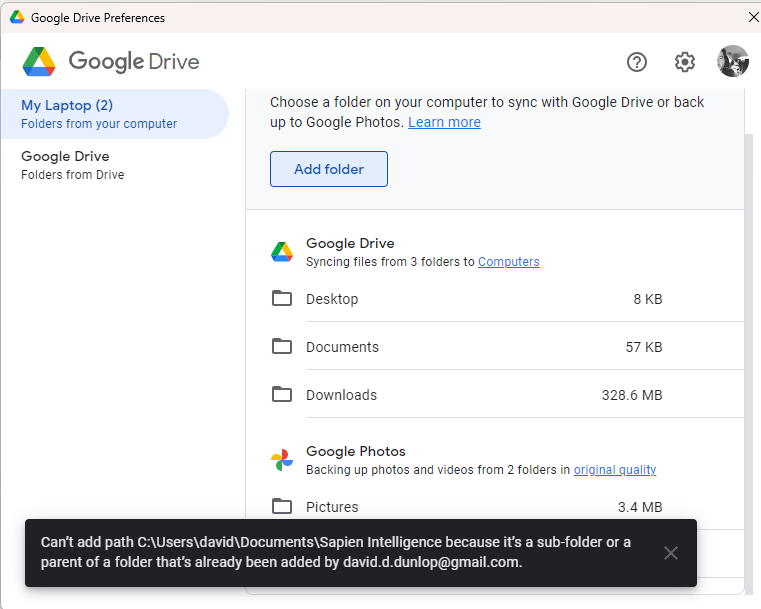 Google Drive Preferences
Google Drive
My Laptop (2)
Folders from your computer
Google Drive
Folders from Drive
Choose a folder on your computer to sync with Google Drive or back
up to Google Photos. Learn more
Add folder
Google Drive
Syncing files from 3 folders to Computers
Desktop 8 KB
Documents 57 KB
Downloads 328.6 MB
Google Photos
Backing up photos and videos from 2 folders in original quality
Pictures 3.4 MB
Can't add path C:\Users\david\Documents\Sapien Intelligence because it's a sub-folder or a
parent of a folder that's already been added by david.d.dunlop@gmail.com.